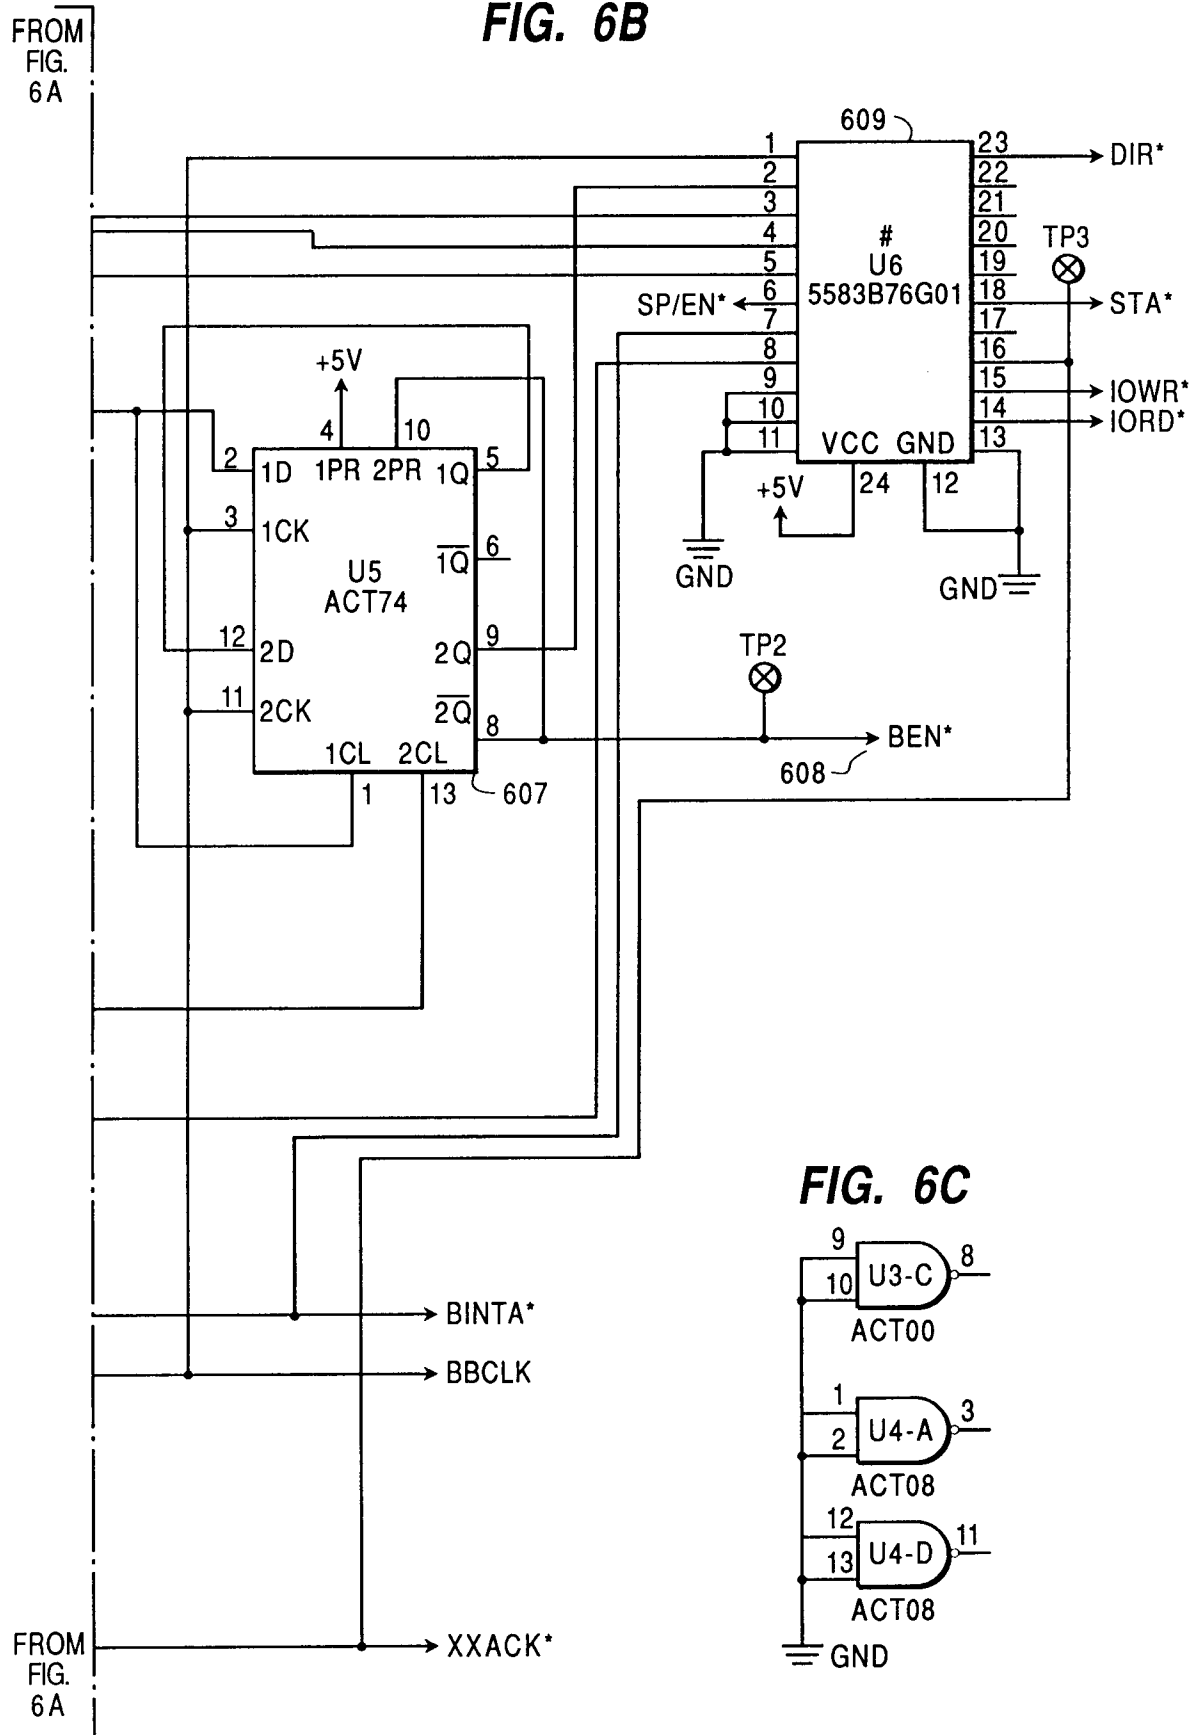 FIG. 6B
FROM
FIG.
6A
609
1
2
3
4
5
6
7
8
9
10
11
SP/EN*
#
U6
5583B76G01
VCC GND
24
12
+5V
GND
GND
23
22
21
20
19
18
17
16
15
14
13
DIR*
TP3
STA*
IOWR*
IORD*
+5V
4
10
2
3
12
11
1D
1PR 2PR
1Q
1CK
1Q
U5
ACT74
2D
2Q
2CK
2Q
1CL 2CL
5
6
9
8
1
13
607
TP2
BEN*
608
BINTA*
BBCLK
XXACK*
FROM
FIG.
6A
FIG. 6C
9
10
U3-C
8
ACT00
1
2
U4-A
3
ACT08
12
13
U4-D
11
ACT08
GND